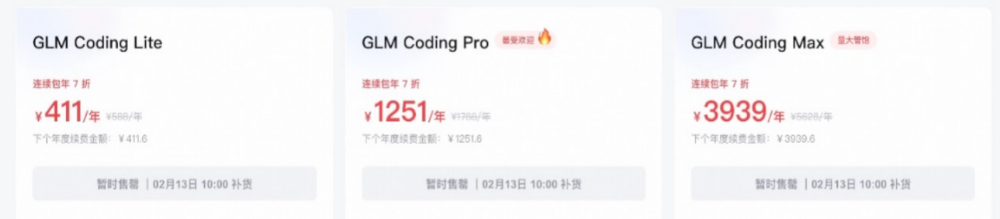 GLM Coding Lite
连续包年 7 折
¥411/年 ¥588/年
下个年度续费金额: ¥411.6
暂时售罄 | 02月13日 10:00 补货
GLM Coding Pro 最受欢迎
连续包年 7 折
¥1251/年 ¥1788/年
下个年度续费金额: ¥1251.6
暂时售罄 | 02月13日 10:00 补货
GLM Coding Max 量大管饱
连续包年 7 折
¥3939/年 ¥5628/年
下个年度续费金额: ¥3939.6
暂时售罄 | 02月13日 10:00 补货